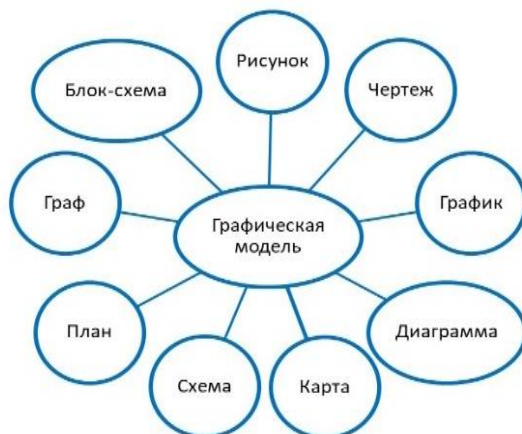 Рисунок
Блок-схема
Чертеж
Граф
График
Графическая
модель
План
Диаграмма
Схема
Карта